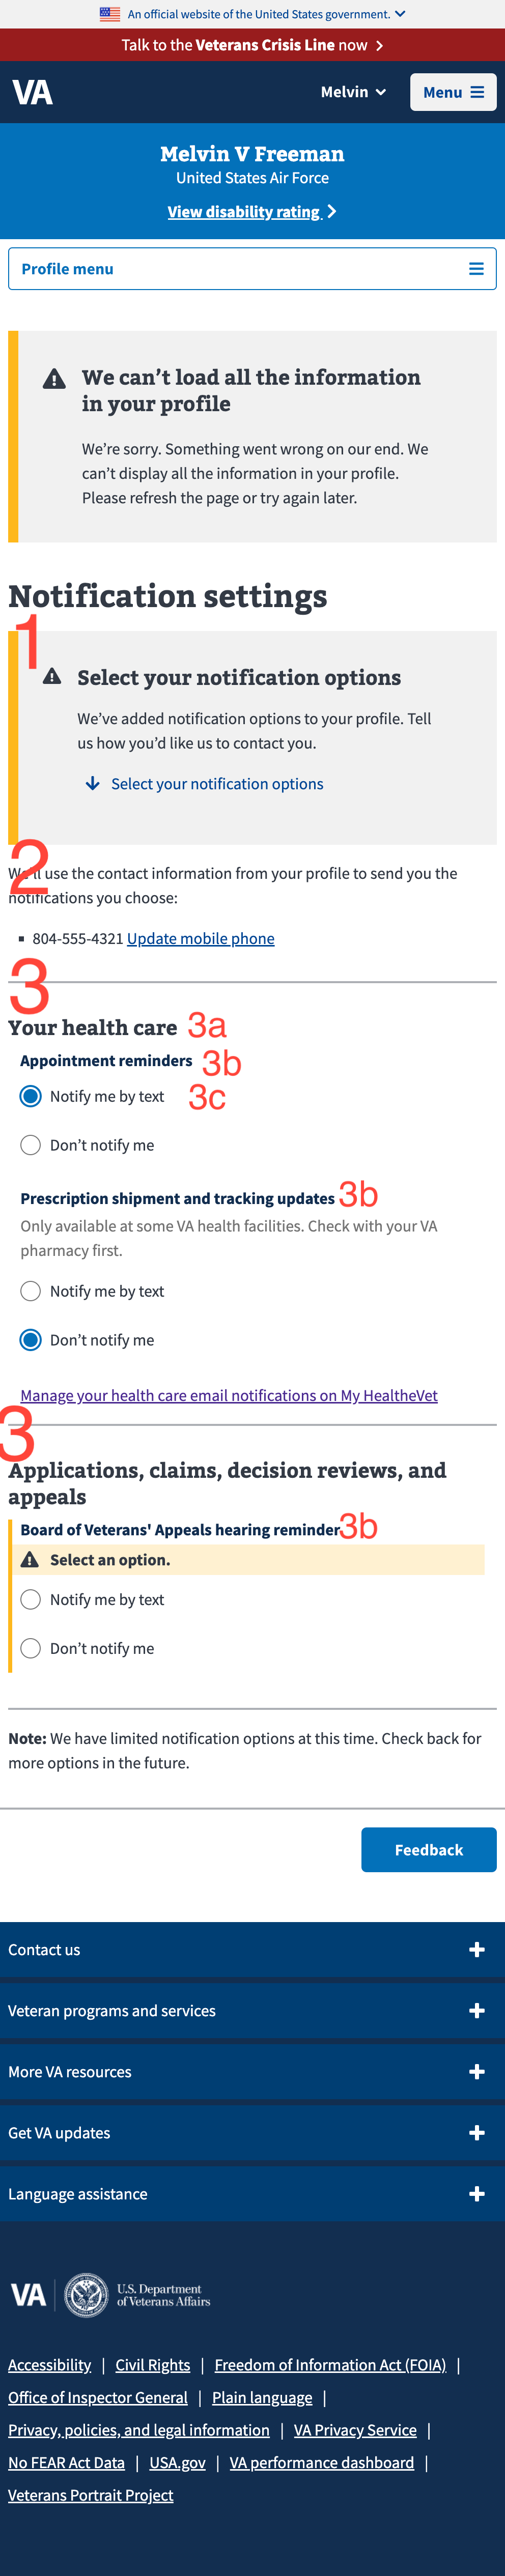 An official website of the United States government.
Talk to the Veterans Crisis Line now
VA
Melvin
Menu
Melvin V Freeman
United States Air Force
View disability rating
Profile menu
We can’t load all the information
in your profile
We’re sorry. Something went wrong on our end. We
can’t display all the information in your profile.
Please refresh the page or try again later.
Notification settings
1
Select your notification options
We’ve added notification options to your profile. Tell
us how you’d like us to contact you.
Select your notification options
2
We’ll use the contact information from your profile to send you the
notifications you choose:
804-555-4321 Update mobile phone
3
Your health care 3a
Appointment reminders 3b
Notify me by text 3c
Don’t notify me
Prescription shipment and tracking updates 3b
Only available at some VA health facilities. Check with your VA
pharmacy first.
Notify me by text
Don’t notify me
Manage your health care email notifications on My HealtheVet
3
Applications, claims, decision reviews, and
appeals
Board of Veterans' Appeals hearing reminder 3b
Select an option.
Notify me by text
Don’t notify me
Note: We have limited notification options at this time. Check back for
more options in the future.
Feedback
Contact us
Veteran programs and services
More VA resources
Get VA updates
Language assistance
VA
U.S. Department
of Veterans Affairs
Accessibility | Civil Rights | Freedom of Information Act (FOIA) |
Office of Inspector General | Plain language |
Privacy, policies, and legal information | VA Privacy Service |
No FEAR Act Data | USA.gov | VA performance dashboard |
Veterans Portrait Project